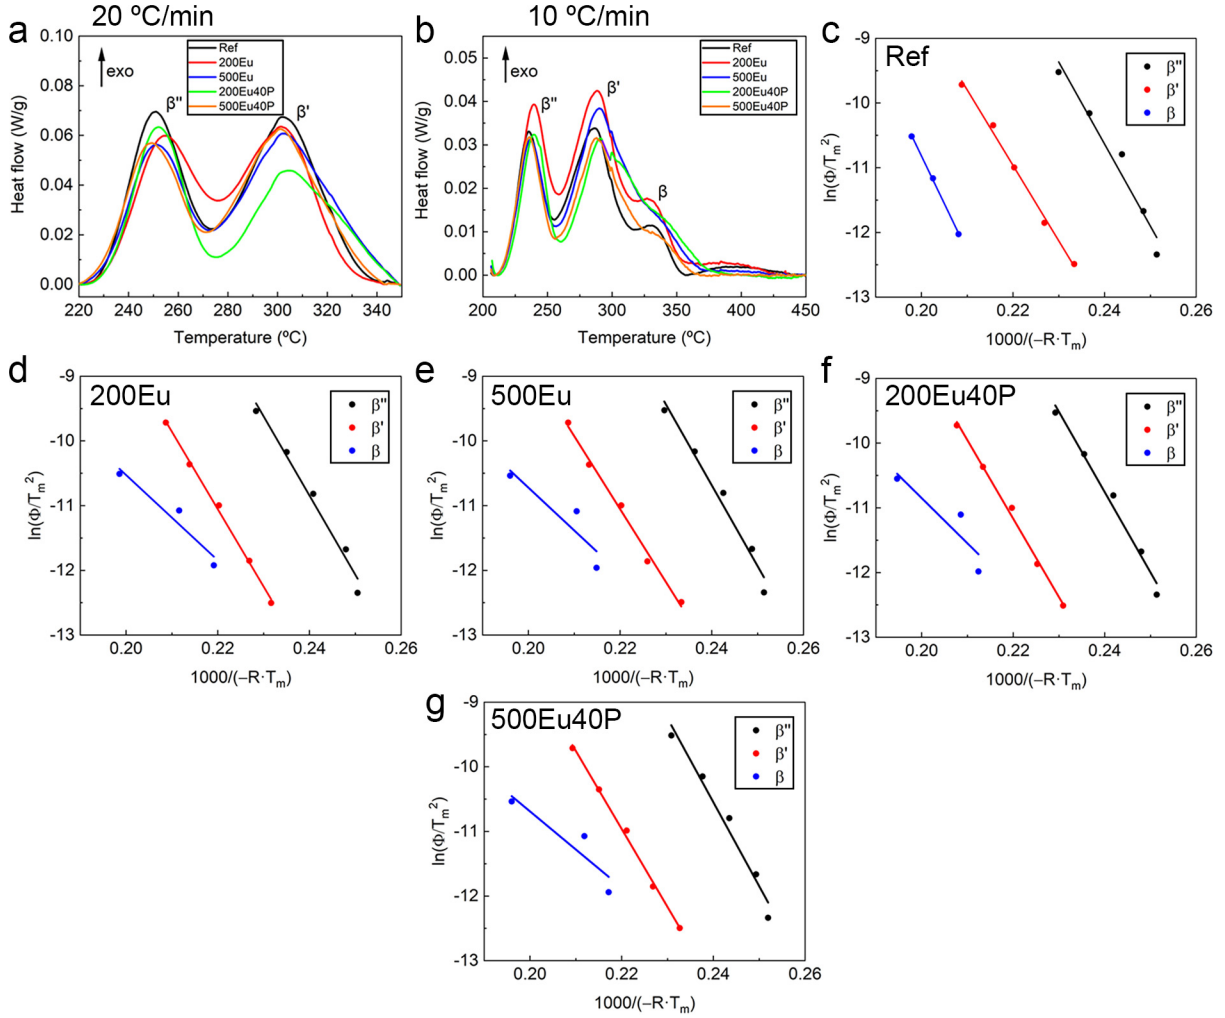 20 ºC/min
10 ºC/min
a
exo
Ref
200Eu
500Eu
200Eu40P
500Eu40P
β"
β'
0.10
0.08
0.06
0.04
0.02
0.00
Heat flow (W/g)
220 240 260 280 300 320 340
Temperature (ºC)
b
exo
Ref
200Eu
500Eu
200Eu40P
500Eu40P
β"
β'
β
0.05
0.04
0.03
0.02
0.01
0.00
Heat flow (W/g)
200 250 300 350 400 450
Temperature (ºC)
c
Ref
β"
β'
β
-9
-10
-11
-12
-13
ln(Φ/Tm²)
0.20 0.22 0.24 0.26
1000/(−R·Tm)
d
200Eu
β"
β'
β
-9
-10
-11
-12
-13
ln(Φ/Tm²)
0.20 0.22 0.24 0.26
1000/(−R·Tm)
e
500Eu
β"
β'
β
-9
-10
-11
-12
-13
ln(Φ/Tm²)
0.20 0.22 0.24 0.26
1000/(−R·Tm)
f
200Eu40P
β"
β'
β
-9
-10
-11
-12
-13
ln(Φ/Tm²)
0.20 0.22 0.24 0.26
1000/(−R·Tm)
g
500Eu40P
β"
β'
β
-9
-10
-11
-12
-13
ln(Φ/Tm²)
0.20 0.22 0.24 0.26
1000/(−R·Tm)